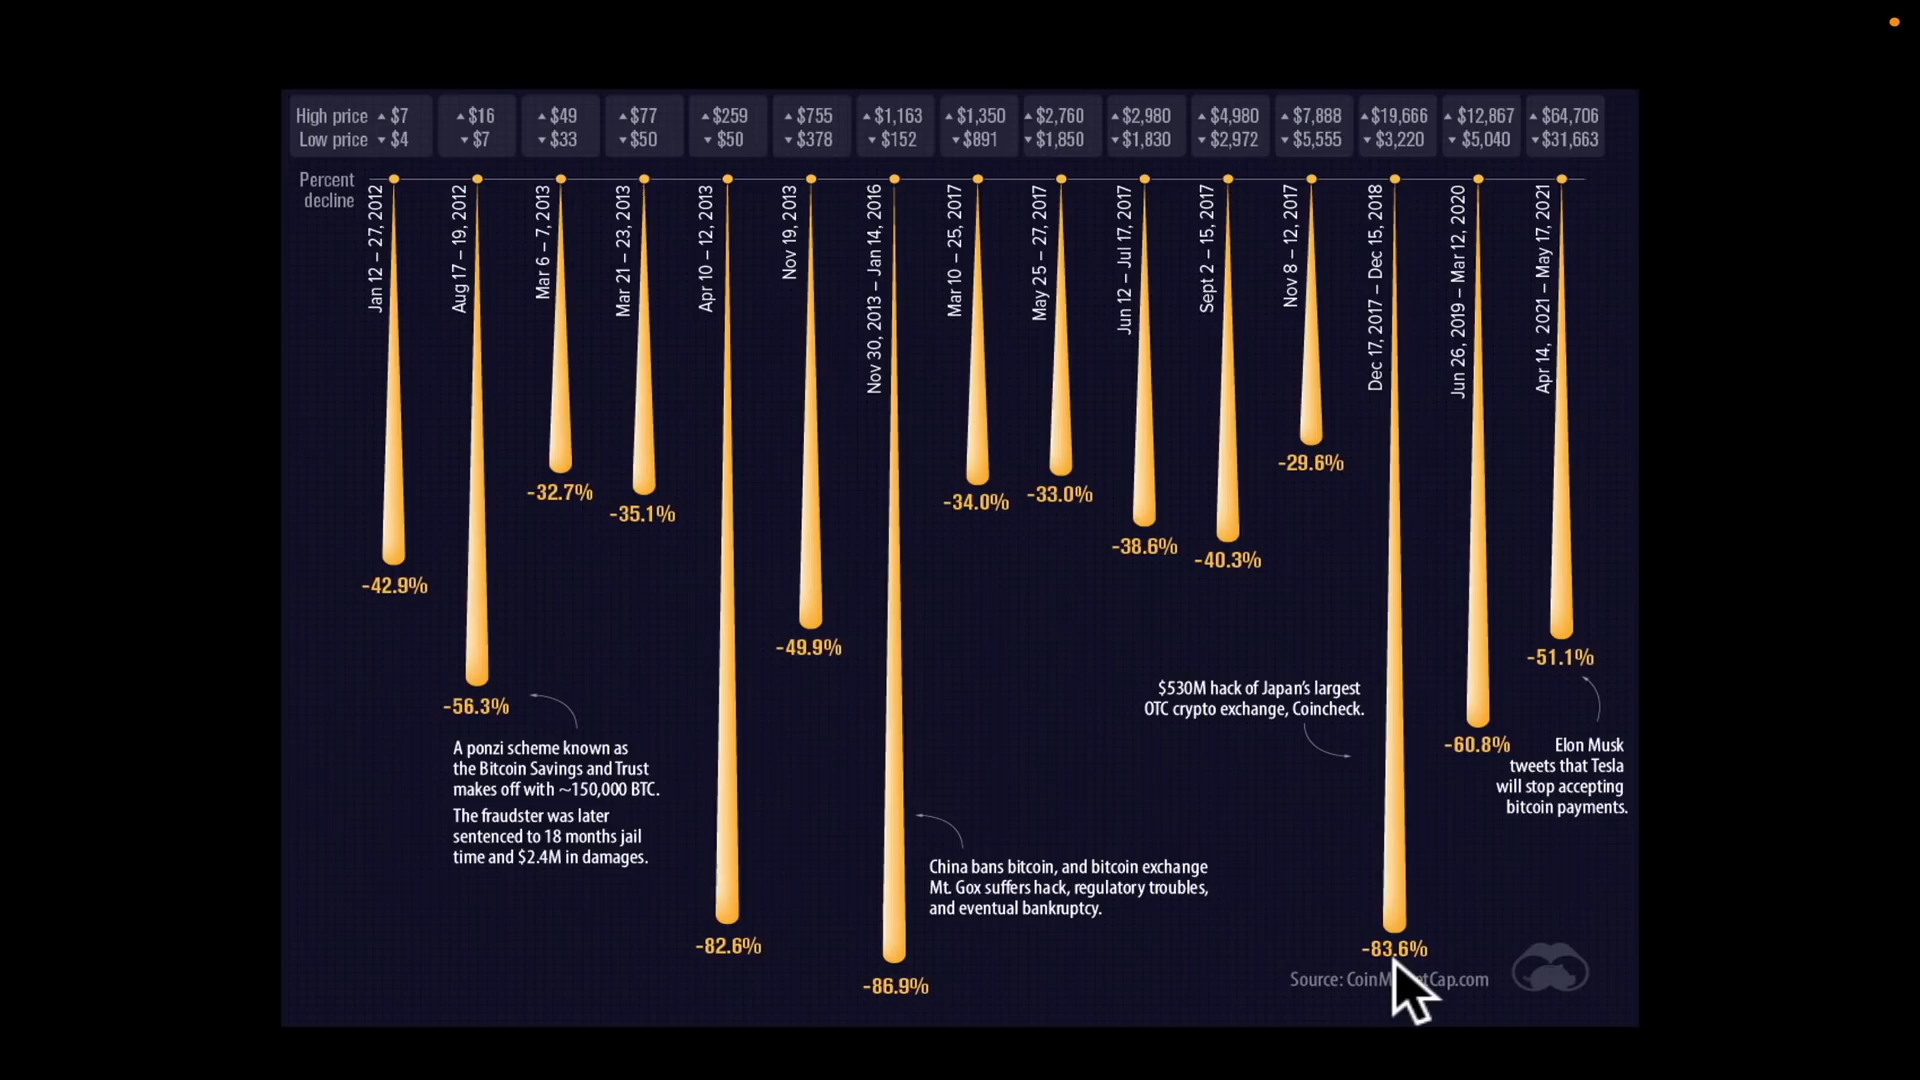 High price ▲ $7 ▲ $16 ▲ $49 ▲ $77 ▲ $259 ▲ $755 ▲ $1,163 ▲ $1,350 ▲ $2,760 ▲ $2,980 ▲ $4,980 ▲ $7,888 ▲ $19,666 ▲ $12,867 ▲ $64,706
Low price ▼ $4 ▼ $7 ▼ $33 ▼ $50 ▼ $50 ▼ $378 ▼ $152 ▼ $891 ▼ $1,850 ▼ $1,830 ▼ $2,972 ▼ $5,555 ▼ $3,220 ▼ $5,040 ▼ $31,663
Percent
decline
Jan 12 – 27, 2012
Aug 17 – 19, 2012
Mar 6 – 7, 2013
Mar 21 – 23, 2013
Apr 10 – 12, 2013
Nov 19, 2013
Nov 30, 2013 – Jan 14, 2016
Mar 10 – 25, 2017
May 25 – 27, 2017
Jun 12 – Jul 17, 2017
Sept 2 – 15, 2017
Nov 8 – 12, 2017
Dec 17, 2017 – Dec 15, 2018
Jun 26, 2019 – Mar 12, 2020
Apr 14, 2021 – May 17, 2021
-42.9%
-56.3%
-32.7%
-35.1%
-82.6%
-49.9%
-86.9%
-34.0%
-33.0%
-38.6%
-40.3%
-29.6%
-83.6%
-60.8%
-51.1%
A ponzi scheme known as
the Bitcoin Savings and Trust
makes off with ~150,000 BTC.
The fraudster was later
sentenced to 18 months jail
time and $2.4M in damages.
China bans bitcoin, and bitcoin exchange
Mt. Gox suffers hack, regulatory troubles,
and eventual bankruptcy.
$530M hack of Japan's largest
OTC crypto exchange, Coincheck.
Elon Musk
tweets that Tesla
will stop accepting
bitcoin payments.
Source: CoinMarketCap.com